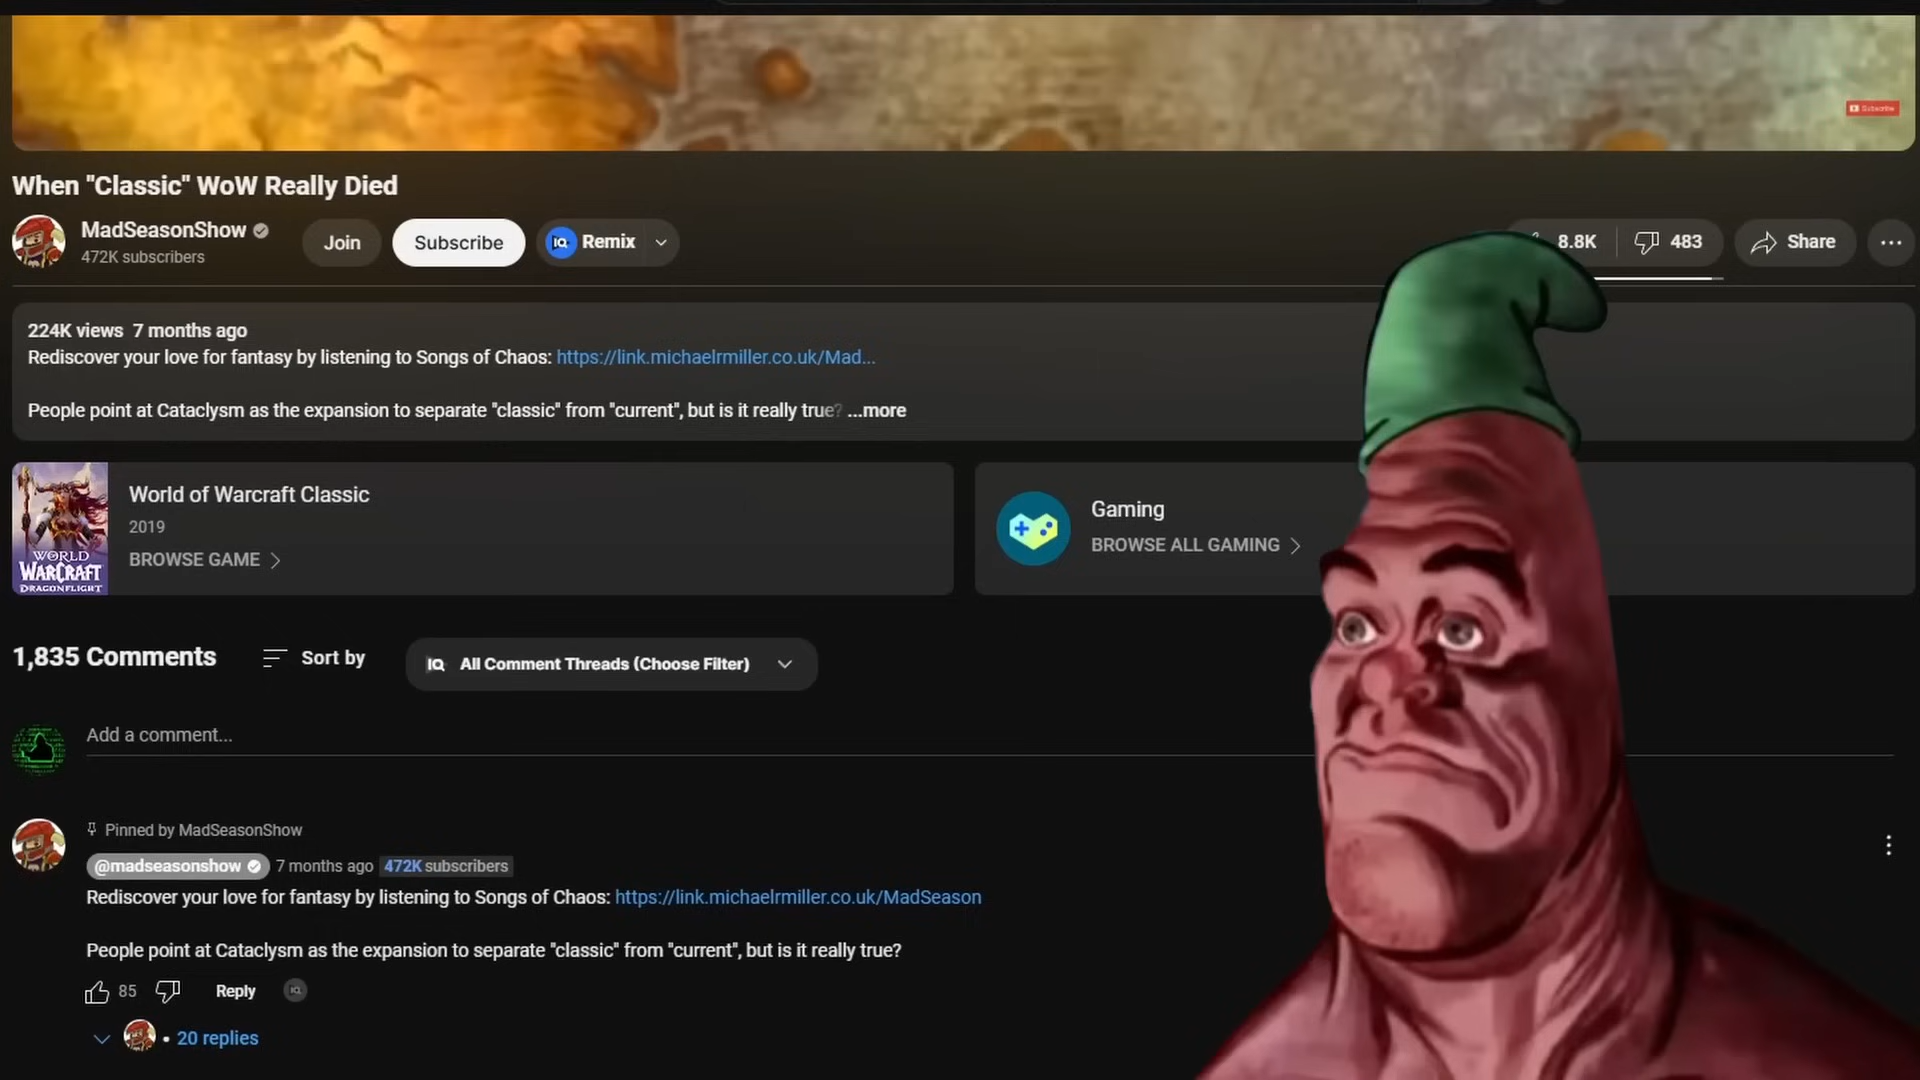 Subscribe
When "Classic" WoW Really Died
MadSeasonShow
472K subscribers
Join
Subscribe
IQ Remix
8.8K
483
Share
224K views 7 months ago
Rediscover your love for fantasy by listening to Songs of Chaos: https://link.michaelrmiller.co.uk/Mad...
People point at Cataclysm as the expansion to separate "classic" from "current", but is it really true? ...more
WORLD
WARCRAFT
DRAGONFLIGHT
World of Warcraft Classic
2019
BROWSE GAME
Gaming
BROWSE ALL GAMING
1,835 Comments
Sort by
IQ All Comment Threads (Choose Filter)
Add a comment...
Pinned by MadSeasonShow
@madseasonshow 7 months ago 472K subscribers
Rediscover your love for fantasy by listening to Songs of Chaos: https://link.michaelrmiller.co.uk/MadSeason
People point at Cataclysm as the expansion to separate "classic" from "current", but is it really true?
85
Reply
IQ
20 replies